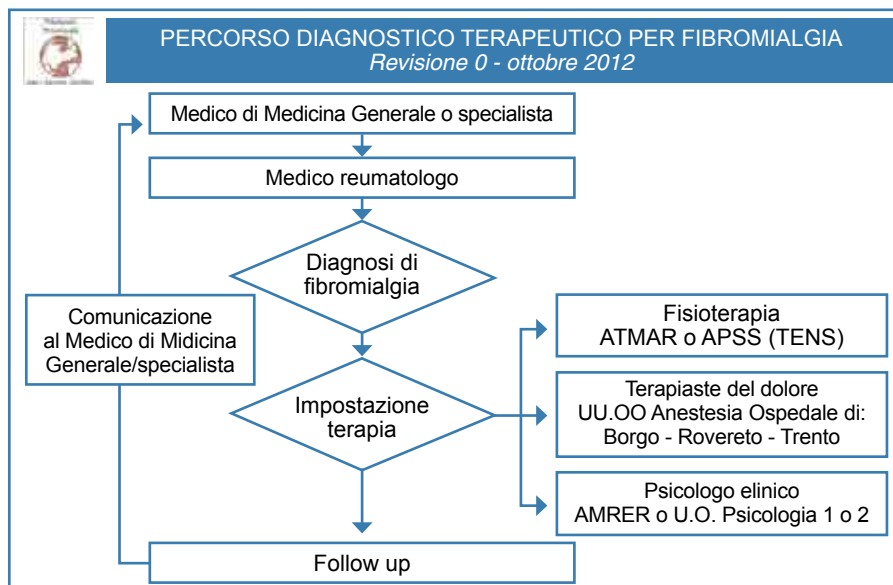 PERCORSO DIAGNOSTICO TERAPEUTICO PER FIBROMIALGIA
Revisione 0 - ottobre 2012
Medico di Medicina Generale o specialista
Medico reumatologo
Diagnosi di
fibromialgia
Comunicazione
al Medico di Midicina
Generale/specialista
Impostazione
terapia
Fisioterapia
ATMAR o APSS (TENS)
Terapiaste del dolore
UU.OO Anestesia Ospedale di:
Borgo - Rovereto - Trento
Psicologo elinico
AMRER o U.O. Psicologia 1 o 2
Follow up